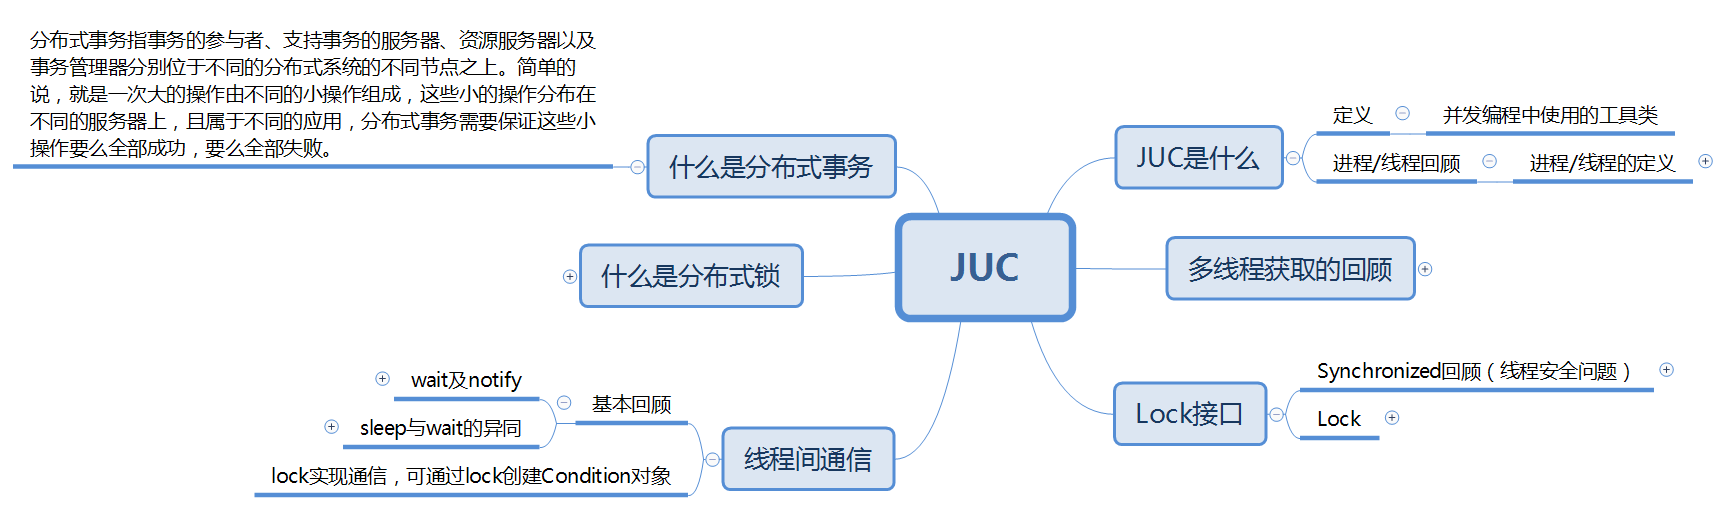 分布式事务指事务的参与者、支持事务的服务器、资源服务器以及
事务管理器分别位于不同的分布式系统的不同节点之上。简单的
说，就是一次大的操作由不同的小操作组成，这些小的操作分布在
不同的服务器上，且属于不同的应用，分布式事务需要保证这些小
操作要么全部成功，要么全部失败。
什么是分布式事务
什么是分布式锁
wait及notify
sleep与wait的异同
基本回顾
lock实现通信，可通过lock创建Condition对象
线程间通信
JUC
JUC是什么
定义
并发编程中使用的工具类
进程/线程回顾
进程/线程的定义
多线程获取的回顾
Lock接口
Synchronized回顾（线程安全问题）
Lock